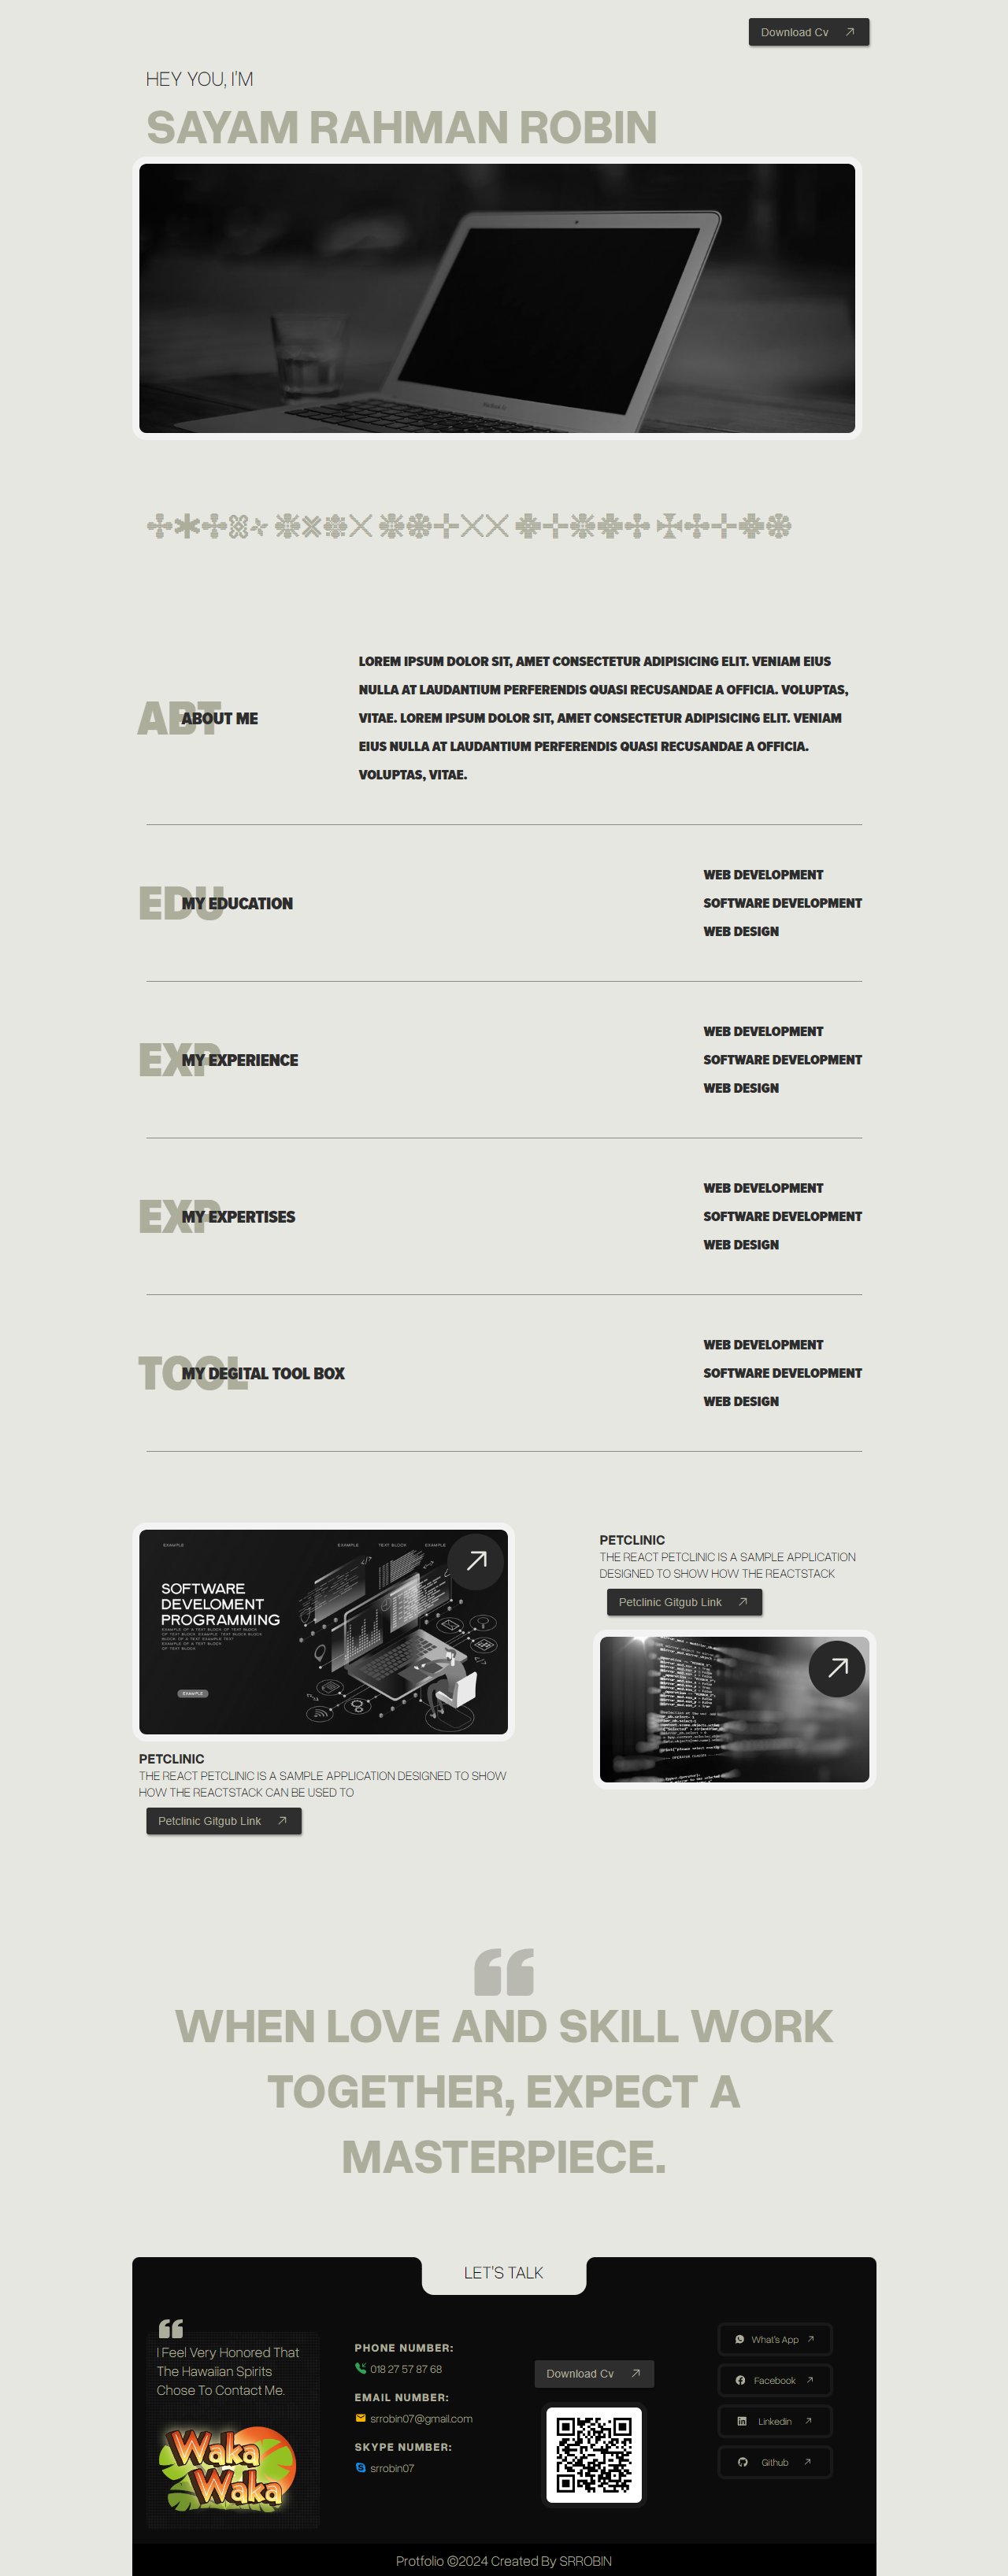 Download Cv
HEY YOU, I'M
SAYAM RAHMAN ROBIN
ABT
ABOUT ME
LOREM IPSUM DOLOR SIT, AMET CONSECTETUR ADIPISICING ELIT. VENIAM EIUS
NULLA AT LAUDANTIUM PERFERENDIS QUASI RECUSANDAE A OFFICIA. VOLUPTAS,
VITAE. LOREM IPSUM DOLOR SIT, AMET CONSECTETUR ADIPISICING ELIT. VENIAM
EIUS NULLA AT LAUDANTIUM PERFERENDIS QUASI RECUSANDAE A OFFICIA.
VOLUPTAS, VITAE.
EDU
MY EDUCATION
WEB DEVELOPMENT
SOFTWARE DEVELOPMENT
WEB DESIGN
EXP
MY EXPERIENCE
WEB DEVELOPMENT
SOFTWARE DEVELOPMENT
WEB DESIGN
EXP
MY EXPERTISES
WEB DEVELOPMENT
SOFTWARE DEVELOPMENT
WEB DESIGN
TOOL
MY DEGITAL TOOL BOX
WEB DEVELOPMENT
SOFTWARE DEVELOPMENT
WEB DESIGN
EXAMPLE
EXAMPLE
TEXT BLOCK
EXAMPLE
SOFTWARE
DEVELOMENT
PROGRAMMING
EXAMPLE
PETCLINIC
THE REACT PETCLINIC IS A SAMPLE APPLICATION DESIGNED TO SHOW
HOW THE REACTSTACK CAN BE USED TO
Petclinic Gitgub Link
PETCLINIC
THE REACT PETCLINIC IS A SAMPLE APPLICATION
DESIGNED TO SHOW HOW THE REACTSTACK
Petclinic Gitgub Link
WHEN LOVE AND SKILL WORK
TOGETHER, EXPECT A
MASTERPIECE.
LET'S TALK
I Feel Very Honored That
The Hawaiian Spirits
Chose To Contact Me.
Waka
Waka
PHONE NUMBER:
018 27 57 87 68
EMAIL NUMBER:
srrobin07@gmail.com
SKYPE NUMBER:
srrobin07
Download Cv
What's App
Facebook
Linkedin
Github
Protfolio ©2024 Created By SRROBIN